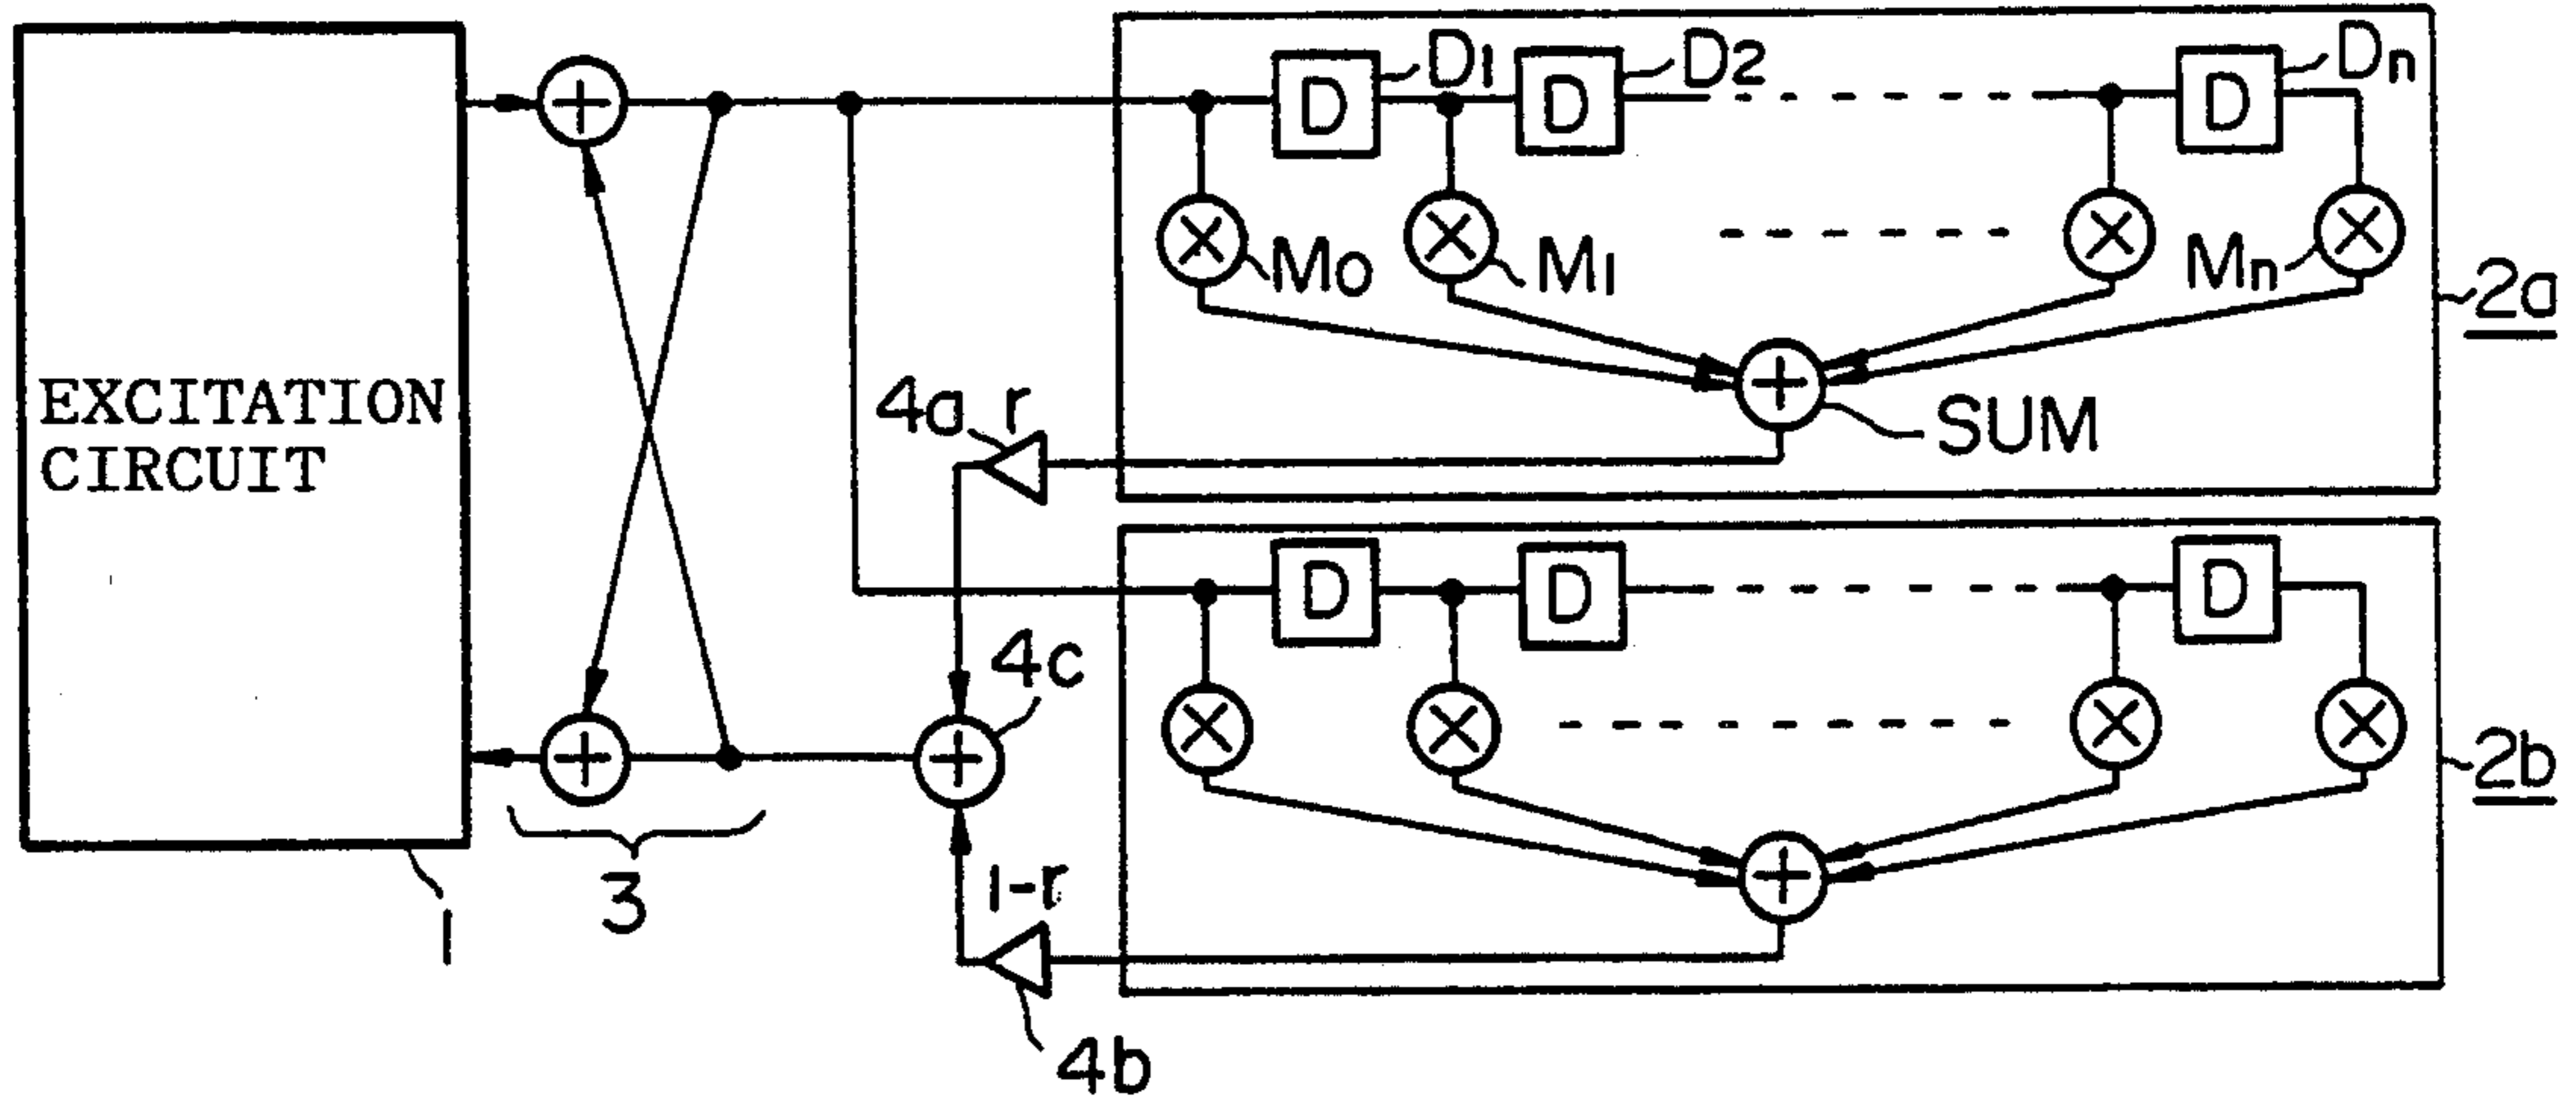 D1
D2
Dn
D
D
D
M0
M1
Mn
2a
EXCITATION
CIRCUIT
4a
r
SUM
D
D
D
4c
2b
1-r
3
1
4b